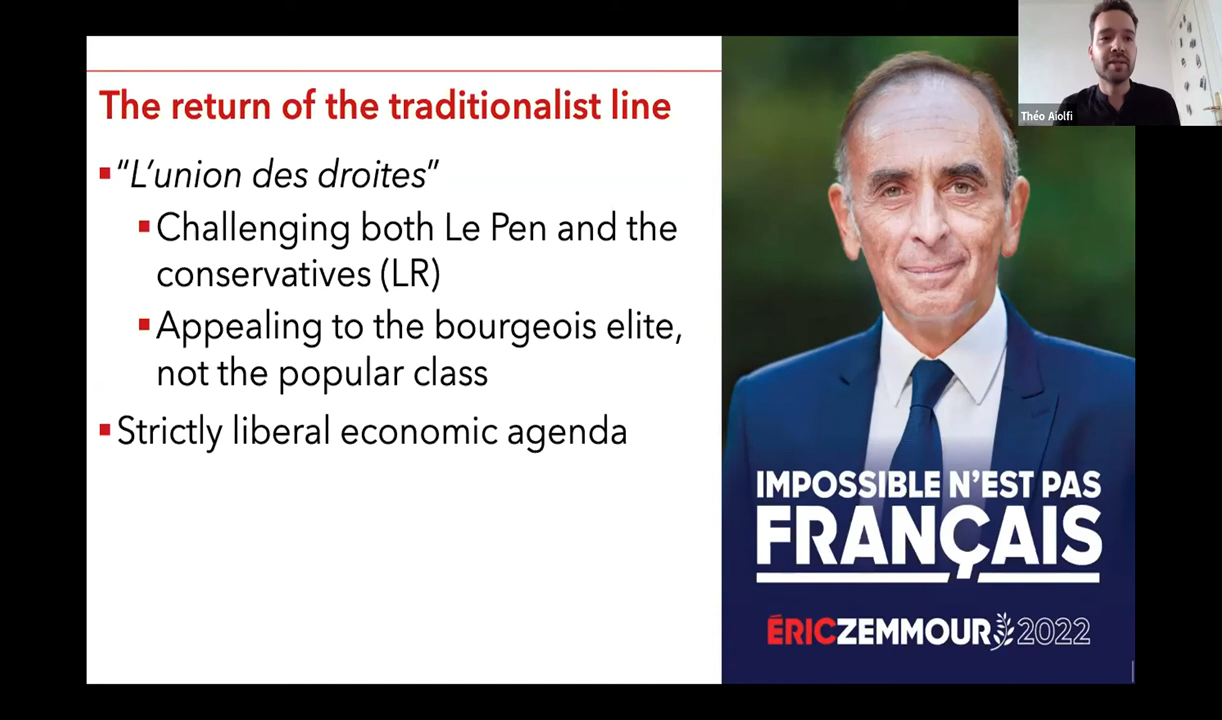 The return of the traditionalist line
"L'union des droites"
Challenging both Le Pen and the
conservatives (LR)
Appealing to the bourgeois elite,
not the popular class
Strictly liberal economic agenda
IMPOSSIBLE N'EST PAS
FRANÇAIS
ÉRICZEMMOUR 2022
Théo Aiolfi